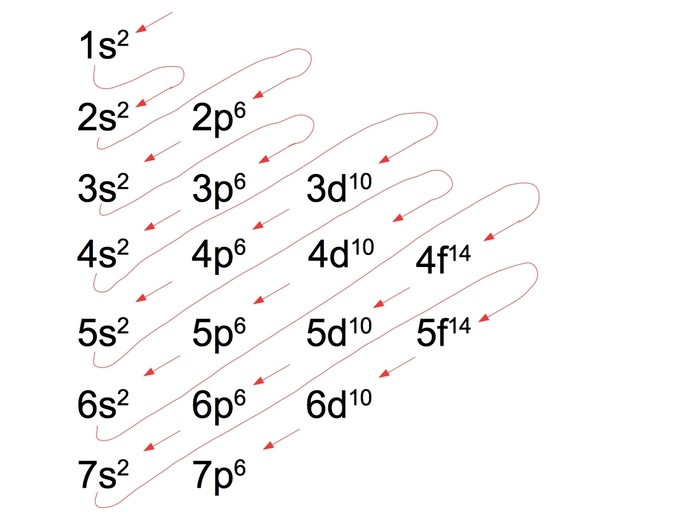 1s²
2s² 2p⁶
3s² 3p⁶ 3d¹⁰
4s² 4p⁶ 4d¹⁰ 4f¹⁴
5s² 5p⁶ 5d¹⁰ 5f¹⁴
6s² 6p⁶ 6d¹⁰
7s² 7p⁶